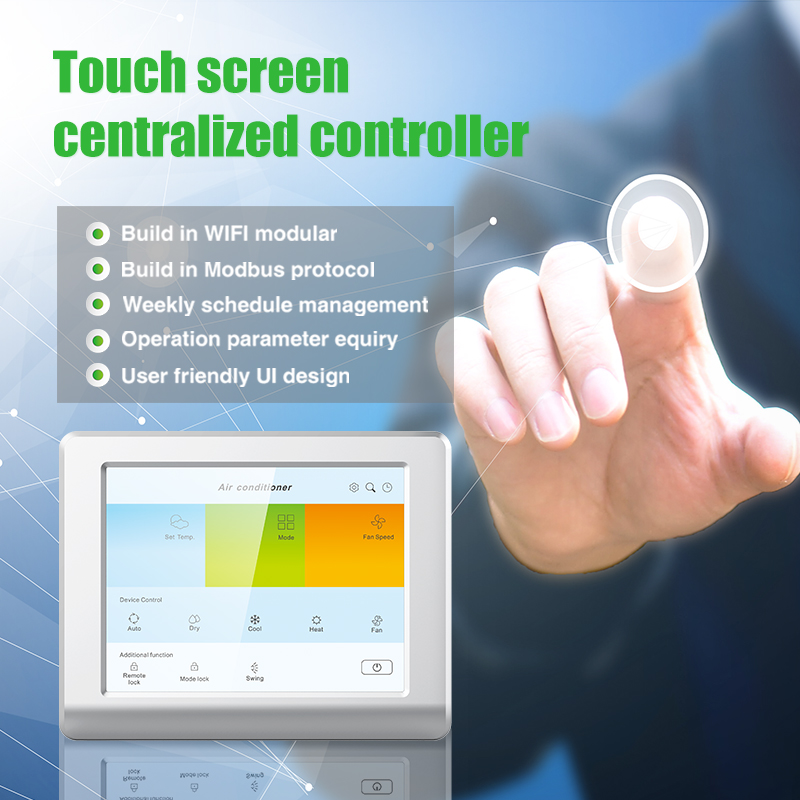 Touch screen
centralized controller
Build in WIFI modular
Build in Modbus protocol
Weekly schedule management
Operation parameter equiry
User friendly UI design
Air conditioner
Set Temp.
Mode
Fan Speed
Device Control
Auto
Dry
Cool
Heat
Fan
Additional function
Remote
lock
Mode lock
Swing